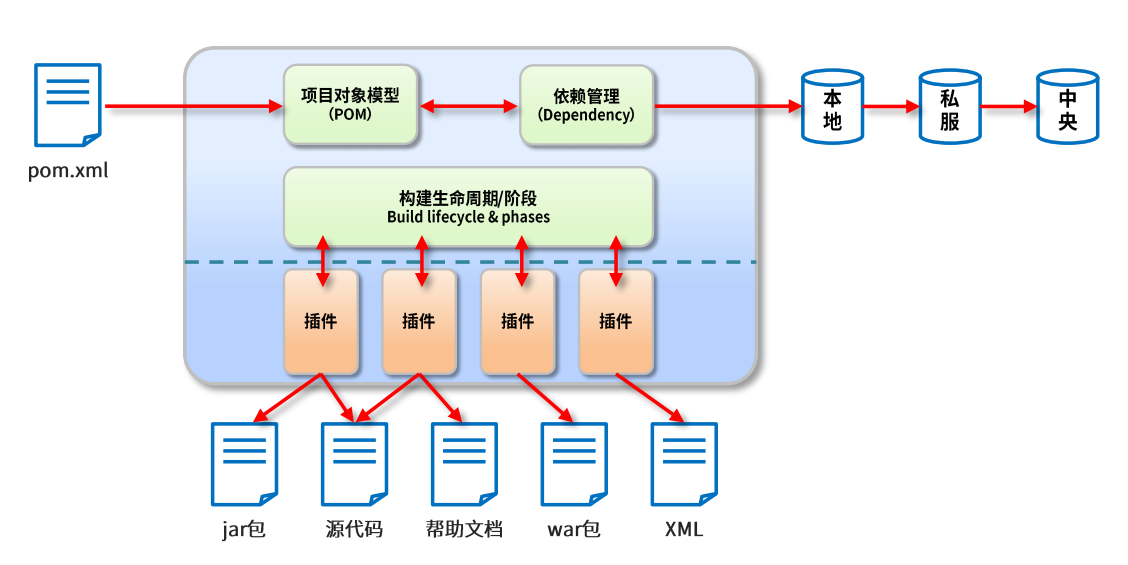 pom.xml
项目对象模型
（POM）
依赖管理
（Dependency）
本
地
私
服
中
央
构建生命周期/阶段
Build lifecycle & phases
插件
插件
插件
插件
jar包
源代码
帮助文档
war包
XML